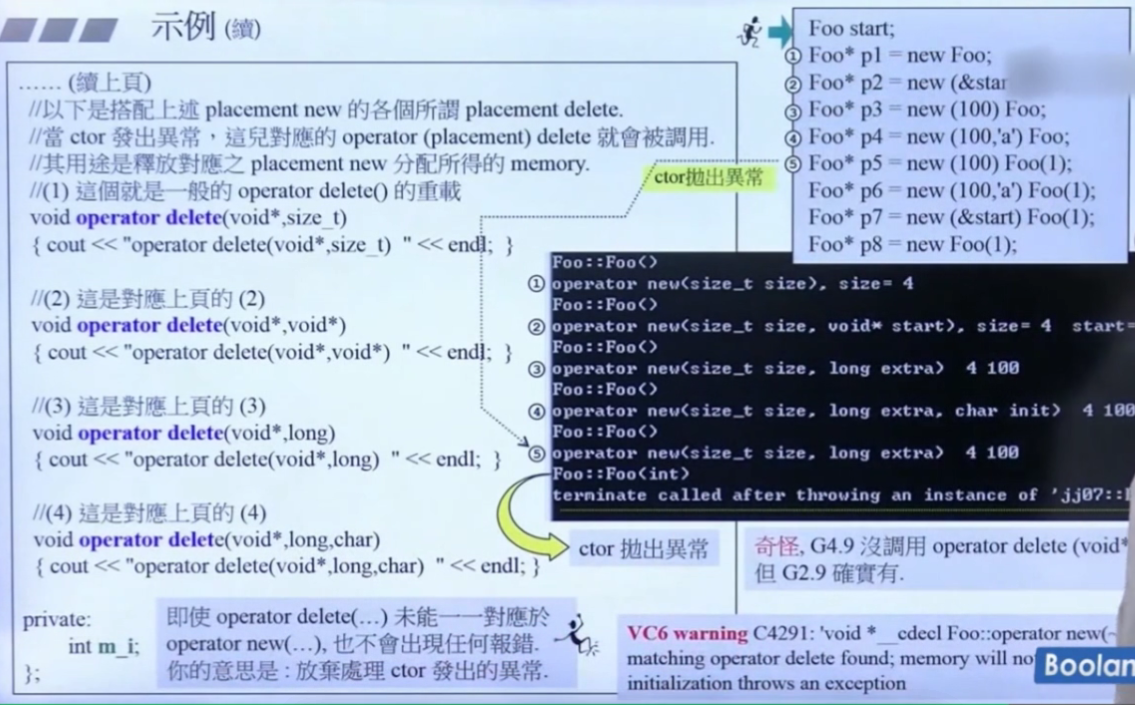 示例 (續)
...... (續上頁)
//以下是搭配上述 placement new 的各個所謂 placement delete.
//當 ctor 發出異常，這兒對應的 operator (placement) delete 就會被調用.
//其用途是釋放對應之 placement new 分配所得的 memory.
//(1) 這個就是一般的 operator delete() 的重載
void operator delete(void*,size_t)
{ cout << "operator delete(void*,size_t) " << endl; }
//(2) 這是對應上頁的 (2)
void operator delete(void*,void*)
{ cout << "operator delete(void*,void*) " << endl; }
//(3) 這是對應上頁的 (3)
void operator delete(void*,long)
{ cout << "operator delete(void*,long) " << endl; }
//(4) 這是對應上頁的 (4)
void operator delete(void*,long,char)
{ cout << "operator delete(void*,long,char) " << endl; }
private:
int m_i;
};
即使 operator delete(...) 未能一一對應於
operator new(...), 也不會出現任何報錯.
你的意思是 : 放棄處理 ctor 發出的異常.
Foo start;
① Foo* p1 = new Foo;
② Foo* p2 = new (&star
③ Foo* p3 = new (100) Foo;
④ Foo* p4 = new (100,'a') Foo;
⑤ Foo* p5 = new (100) Foo(1);
Foo* p6 = new (100,'a') Foo(1);
Foo* p7 = new (&start) Foo(1);
Foo* p8 = new Foo(1);
ctor拋出異常
Foo::Foo()
① operator new(size_t size), size= 4
Foo::Foo()
② operator new(size_t size, void* start), size= 4 start=
Foo::Foo()
③ operator new(size_t size, long extra) 4 100
Foo::Foo()
④ operator new(size_t size, long extra, char init) 4 100
Foo::Foo()
⑤ operator new(size_t size, long extra) 4 100
Foo::Foo(int)
terninate called after throwing an instance of 'jj07::
ctor 拋出異常
奇怪, G4.9 沒調用 operator delete (void*
但 G2.9 確實有.
VC6 warning C4291: 'void *__cdecl Foo::operator new(~
matching operator delete found; memory will no
initialization throws an exception
Boolan